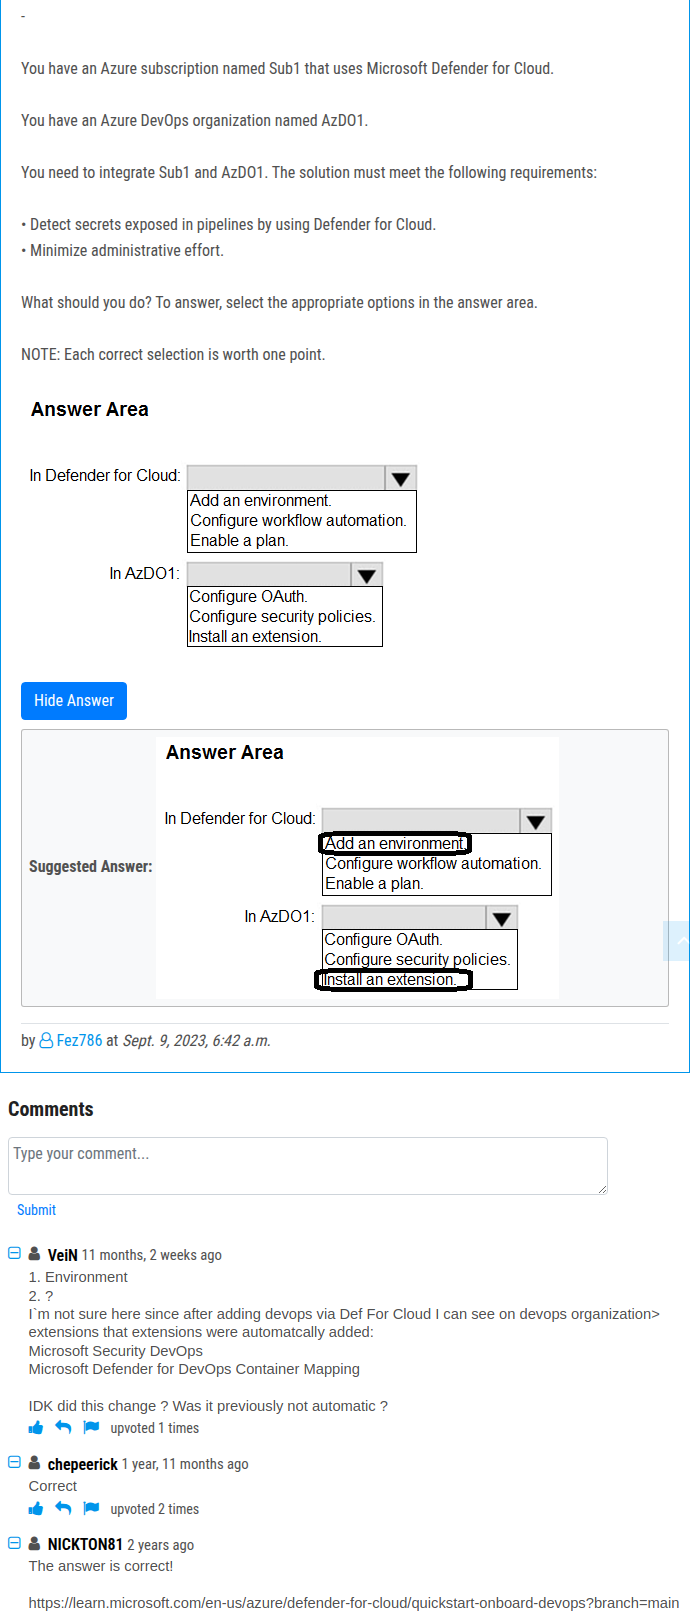 -
You have an Azure subscription named Sub1 that uses Microsoft Defender for Cloud.
You have an Azure DevOps organization named AzDO1.
You need to integrate Sub1 and AzDO1. The solution must meet the following requirements:
• Detect secrets exposed in pipelines by using Defender for Cloud.
• Minimize administrative effort.
What should you do? To answer, select the appropriate options in the answer area.
NOTE: Each correct selection is worth one point.
Answer Area
In Defender for Cloud:
Add an environment.
Configure workflow automation.
Enable a plan.
In AzDO1:
Configure OAuth.
Configure security policies.
Install an extension.
Hide Answer
Suggested Answer:
Answer Area
In Defender for Cloud:
Add an environment.
Configure workflow automation.
Enable a plan.
In AzDO1:
Configure OAuth.
Configure security policies.
Install an extension.
by Fez786 at Sept. 9, 2023, 6:42 a.m.
Comments
Type your comment...
Submit
VeiN 11 months, 2 weeks ago
1. Environment
2. ?
I`m not sure here since after adding devops via Def For Cloud I can see on devops organization>
extensions that extensions were automatcally added:
Microsoft Security DevOps
Microsoft Defender for DevOps Container Mapping
IDK did this change ? Was it previously not automatic ?
upvoted 1 times
chepeerick 1 year, 11 months ago
Correct
upvoted 2 times
NICKTON81 2 years ago
The answer is correct!
https://learn.microsoft.com/en-us/azure/defender-for-cloud/quickstart-onboard-devops?branch=main